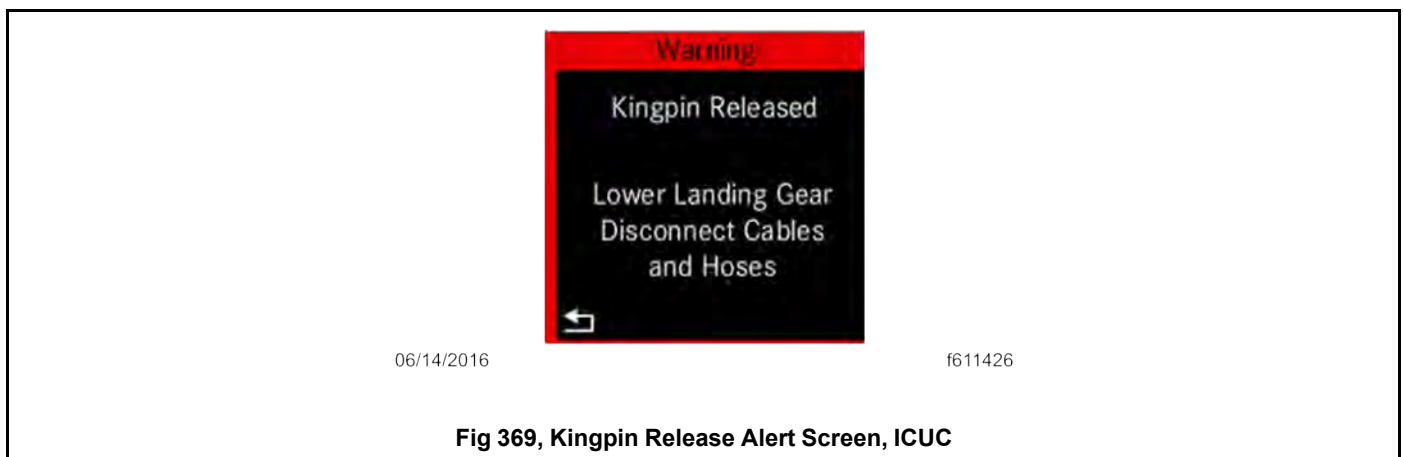 Warning
Kingpin Released
Lower Landing Gear
Disconnect Cables
and Hoses
06/14/2016
f611426
Fig 369, Kingpin Release Alert Screen, ICUC